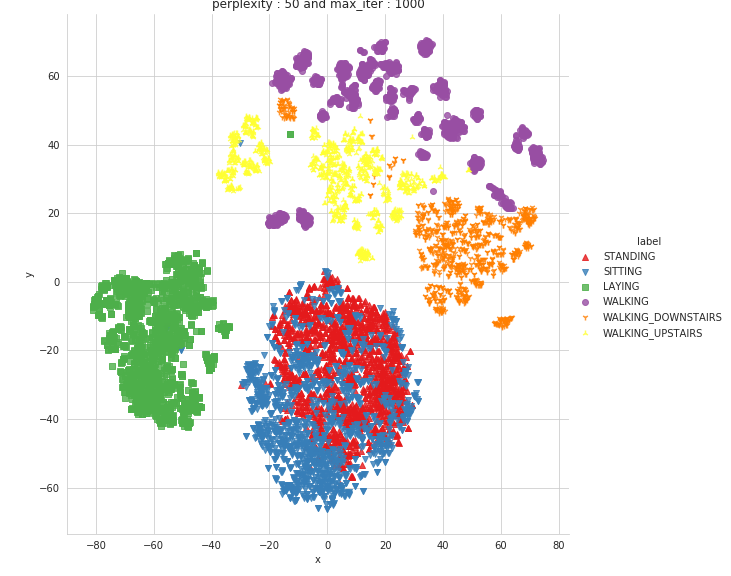 perplexity : 50 and max_iter : 1000
60
40
20
0
−20
−40
−60
y
−80
−60
−40
−20
0
20
40
60
80
x
label
STANDING
SITTING
LAYING
WALKING
WALKING_DOWNSTAIRS
WALKING_UPSTAIRS